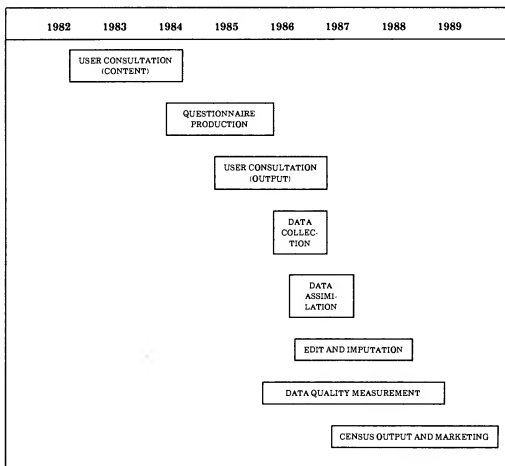 1982 1983 1984 1985 1986 1987 1988 1989
USER CONSULTATION
(CONTENT)
QUESTIONNAIRE
PRODUCTION
USER CONSULTATION
(OUTPUT)
DATA
COLLEC-
TION
DATA
ASSIMI-
LATION
EDIT AND IMPUTATION
DATA QUALITY MEASUREMENT
CENSUS OUTPUT AND MARKETING